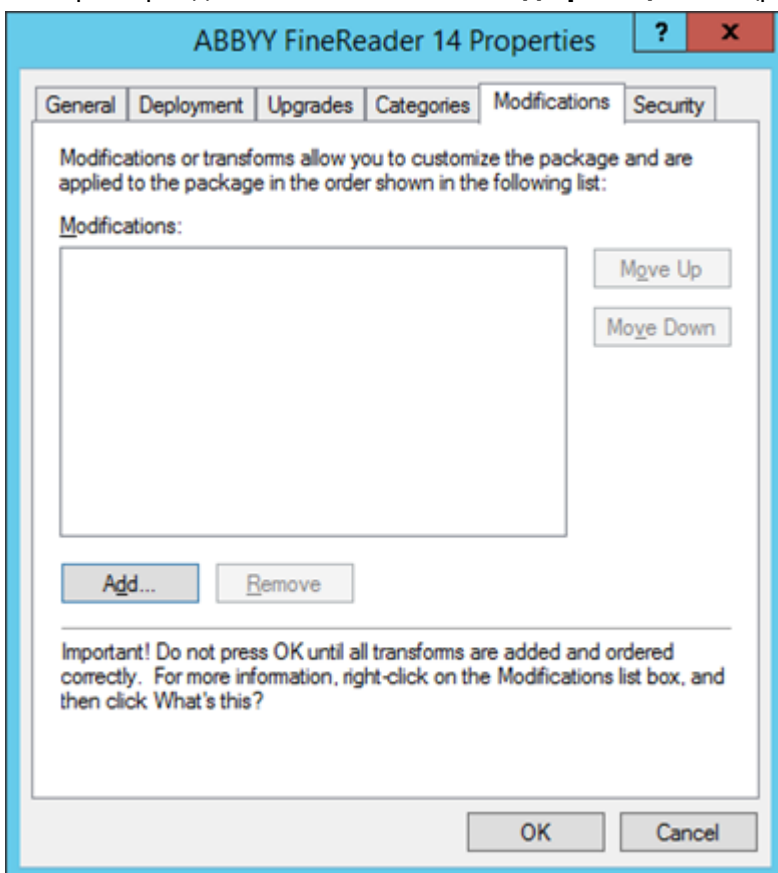 ABBYY FineReader 14 Properties ? x
General Deployment Upgrades Categories Modifications Security
Modifications or transforms allow you to customize the package and are
applied to the package in the order shown in the following list:
Modifications:
Move Up
Move Down
Add... Remove
Important! Do not press OK until all transforms are added and ordered
correctly. For more information, right-click on the Modifications list box, and
then click What's this?
OK Cancel